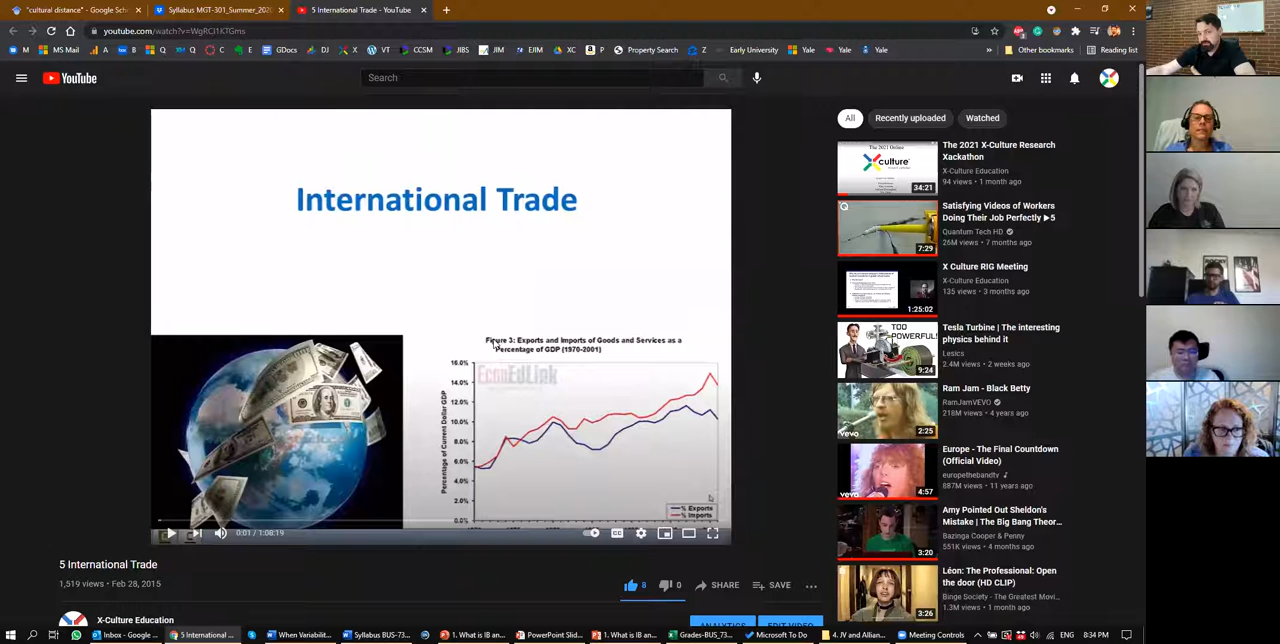 "cultural distance" - Google Sch
Syllabus MGT-301_Summer_202
5 International Trade - YouTube
youtube.com/watch?v=WgRCI1KTGms
M
MS Mail
A
B
Q
Q
C
E
GDocs
DJ
X
VT
CCSM
JIBS
JIM
EIJM
XC
P
Property Search
Z
Early University
Yale
Yale
Yale
»
Other bookmarks
Reading list
YouTube
Search
International Trade
Figure 3: Exports and Imports of Goods and Services as a
Percentage of GDP (1970-2001)
EconEdLink
Percentage of Current Dollar GDP
16.0%
14.0%
12.0%
10.0%
8.0%
6.0%
4.0%
2.0%
0.0%
% Exports
% Imports
0:01 / 1:08:19
5 International Trade
1,519 views • Feb 28, 2015
8
0
SHARE
SAVE
X-Culture Education
ANALYTICS
EDIT VIDEO
All
Recently uploaded
Watched
The 2021 Online
culture
34:21
The 2021 X-Culture Research
Xackathon
X-Culture Education
94 views • 1 month ago
7:29
Satisfying Videos of Workers
Doing Their Job Perfectly ▶5
Quantum Tech HD
26M views • 7 months ago
1:25:02
X Culture RIG Meeting
X-Culture Education
135 views • 3 months ago
TOO
POWERFUL!
9:24
Tesla Turbine | The interesting
physics behind it
Lesics
2.4M views • 2 weeks ago
vevo
2:25
Ram Jam - Black Betty
RamJamVEVO
218M views • 4 years ago
vevo
4:57
Europe - The Final Countdown
(Official Video)
europethebandtv
887M views • 11 years ago
3:20
Amy Pointed Out Sheldon's
Mistake | The Big Bang Theor...
Bazinga Cooper & Penny
551K views • 4 months ago
3:26
Léon: The Professional: Open
the door (HD CLIP)
Binge Society - The Greatest Movi...
1.3M views • 1 month ago
Inbox - Google ...
5 International ...
When Variabilit...
Syllabus BUS-73...
1. What is IB an...
PowerPoint Slid...
1. What is IB an...
Grades-BUS_73...
Microsoft To Do
4. JV and Allian...
Meeting Controls
ENG
8:34 PM